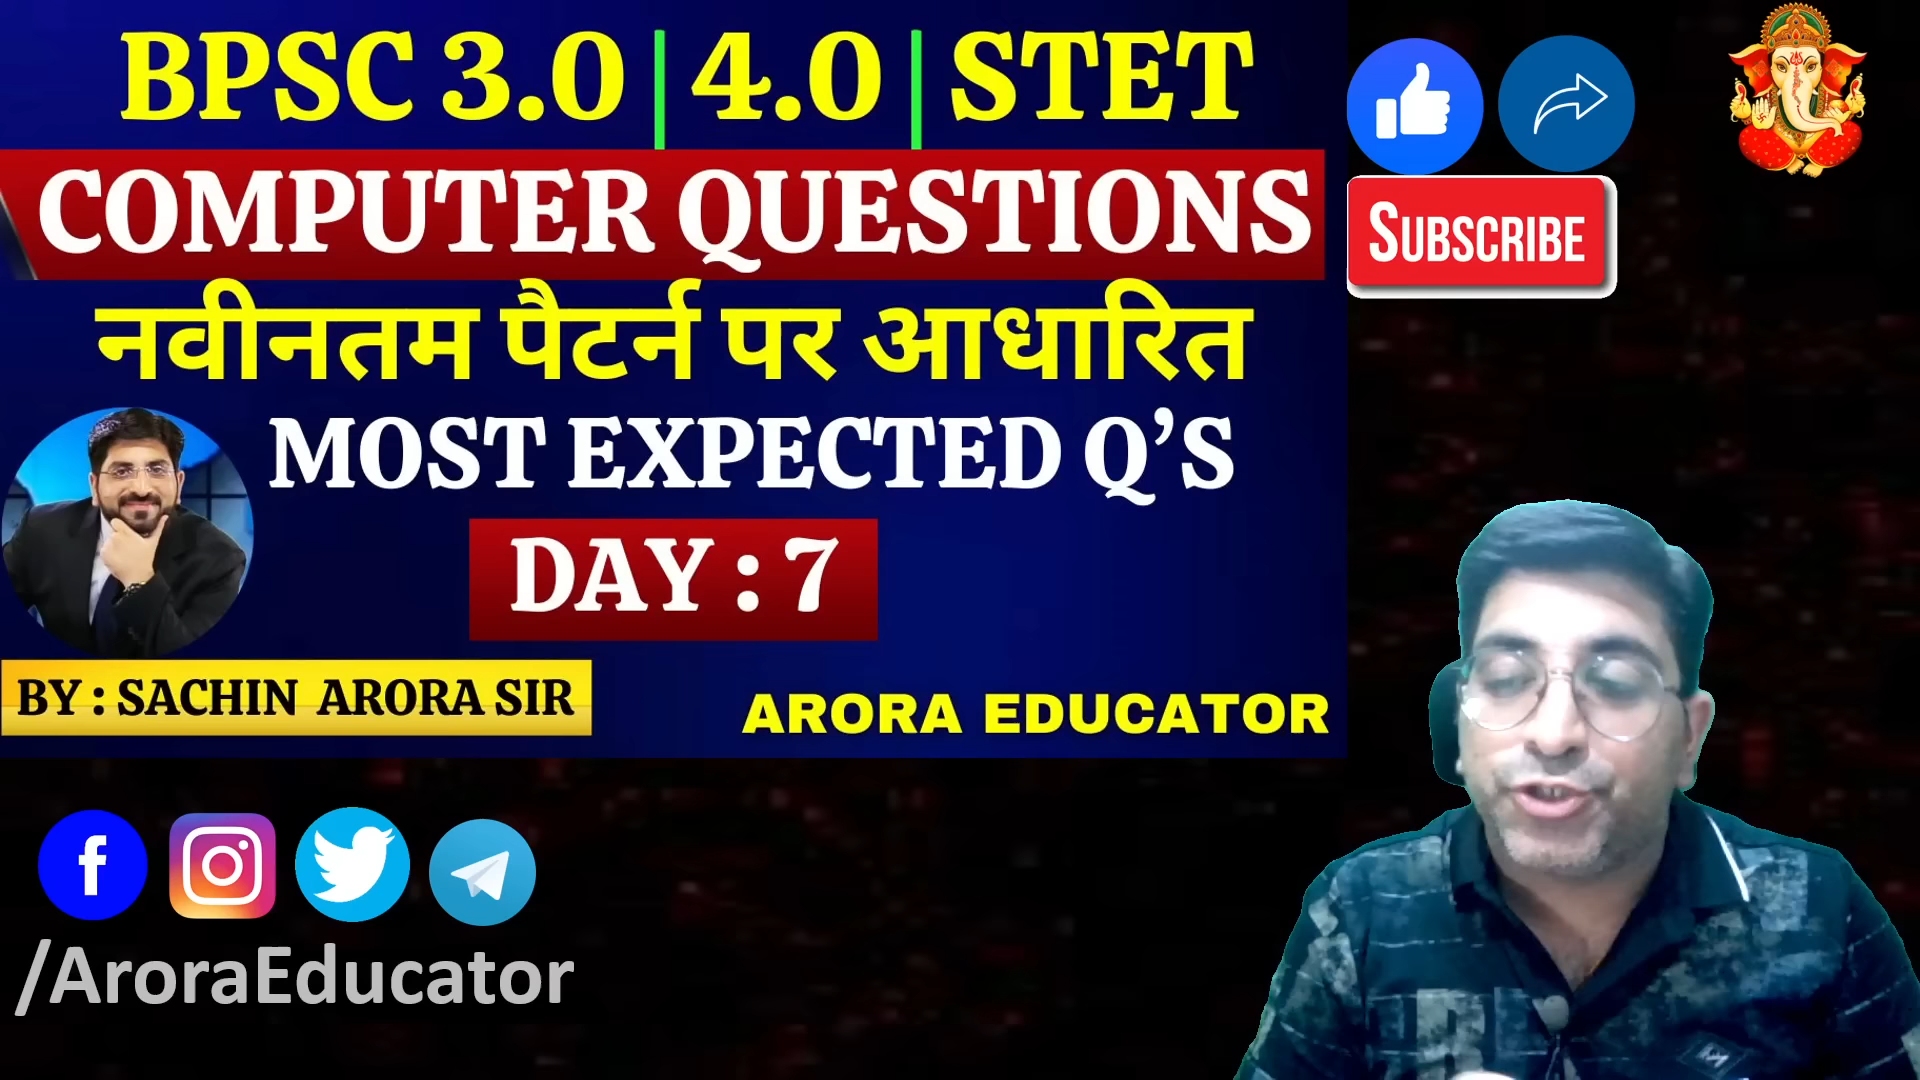 BPSC 3.0 | 4.0 | STET
COMPUTER QUESTIONS
SUBSCRIBE
नवीनतम पैटर्न पर आधारित
MOST EXPECTED Q'S
DAY : 7
BY : SACHIN ARORA SIR
ARORA EDUCATOR
/AroraEducator